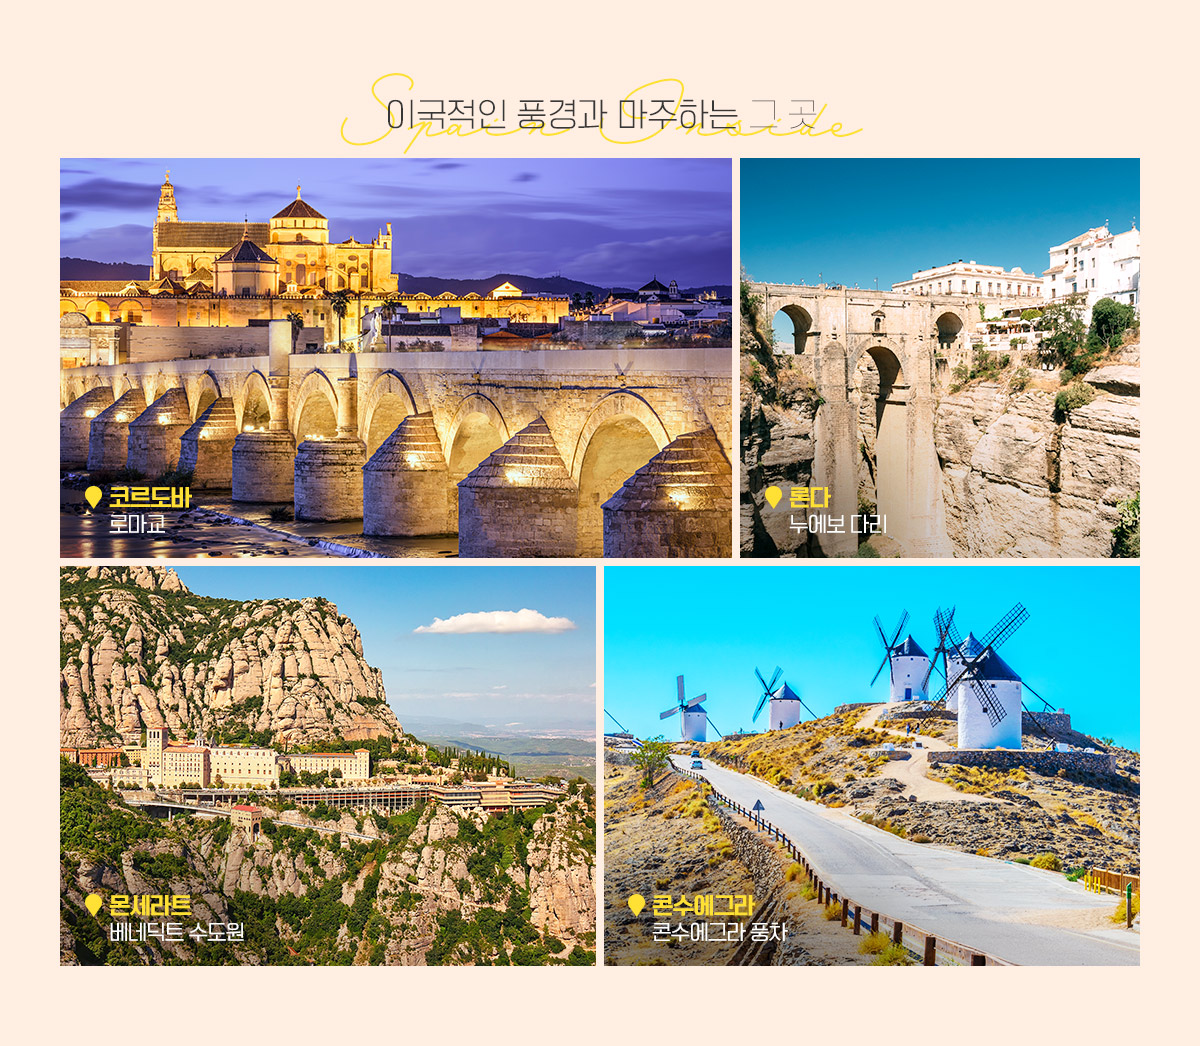 Spain Inside
이국적인 풍경과 마주하는 그 곳
코르도바
로마쿄
론다
누에보 다리
몬세라트
베네딕트 수도원
콘수에그라
콘수에그라 풍차